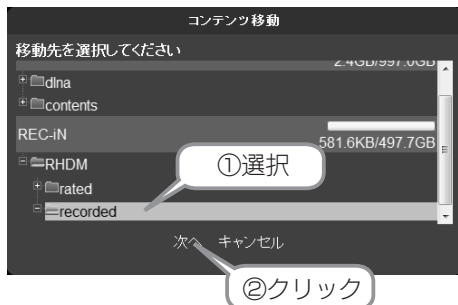 コンテンツ移動
移動先を選択してください
2.4GB/997.0GB
dlna
contents
REC-iN
581.6KB/497.7GB
RHDM
①選択
rated
recorded
次へ キャンセル
②クリック